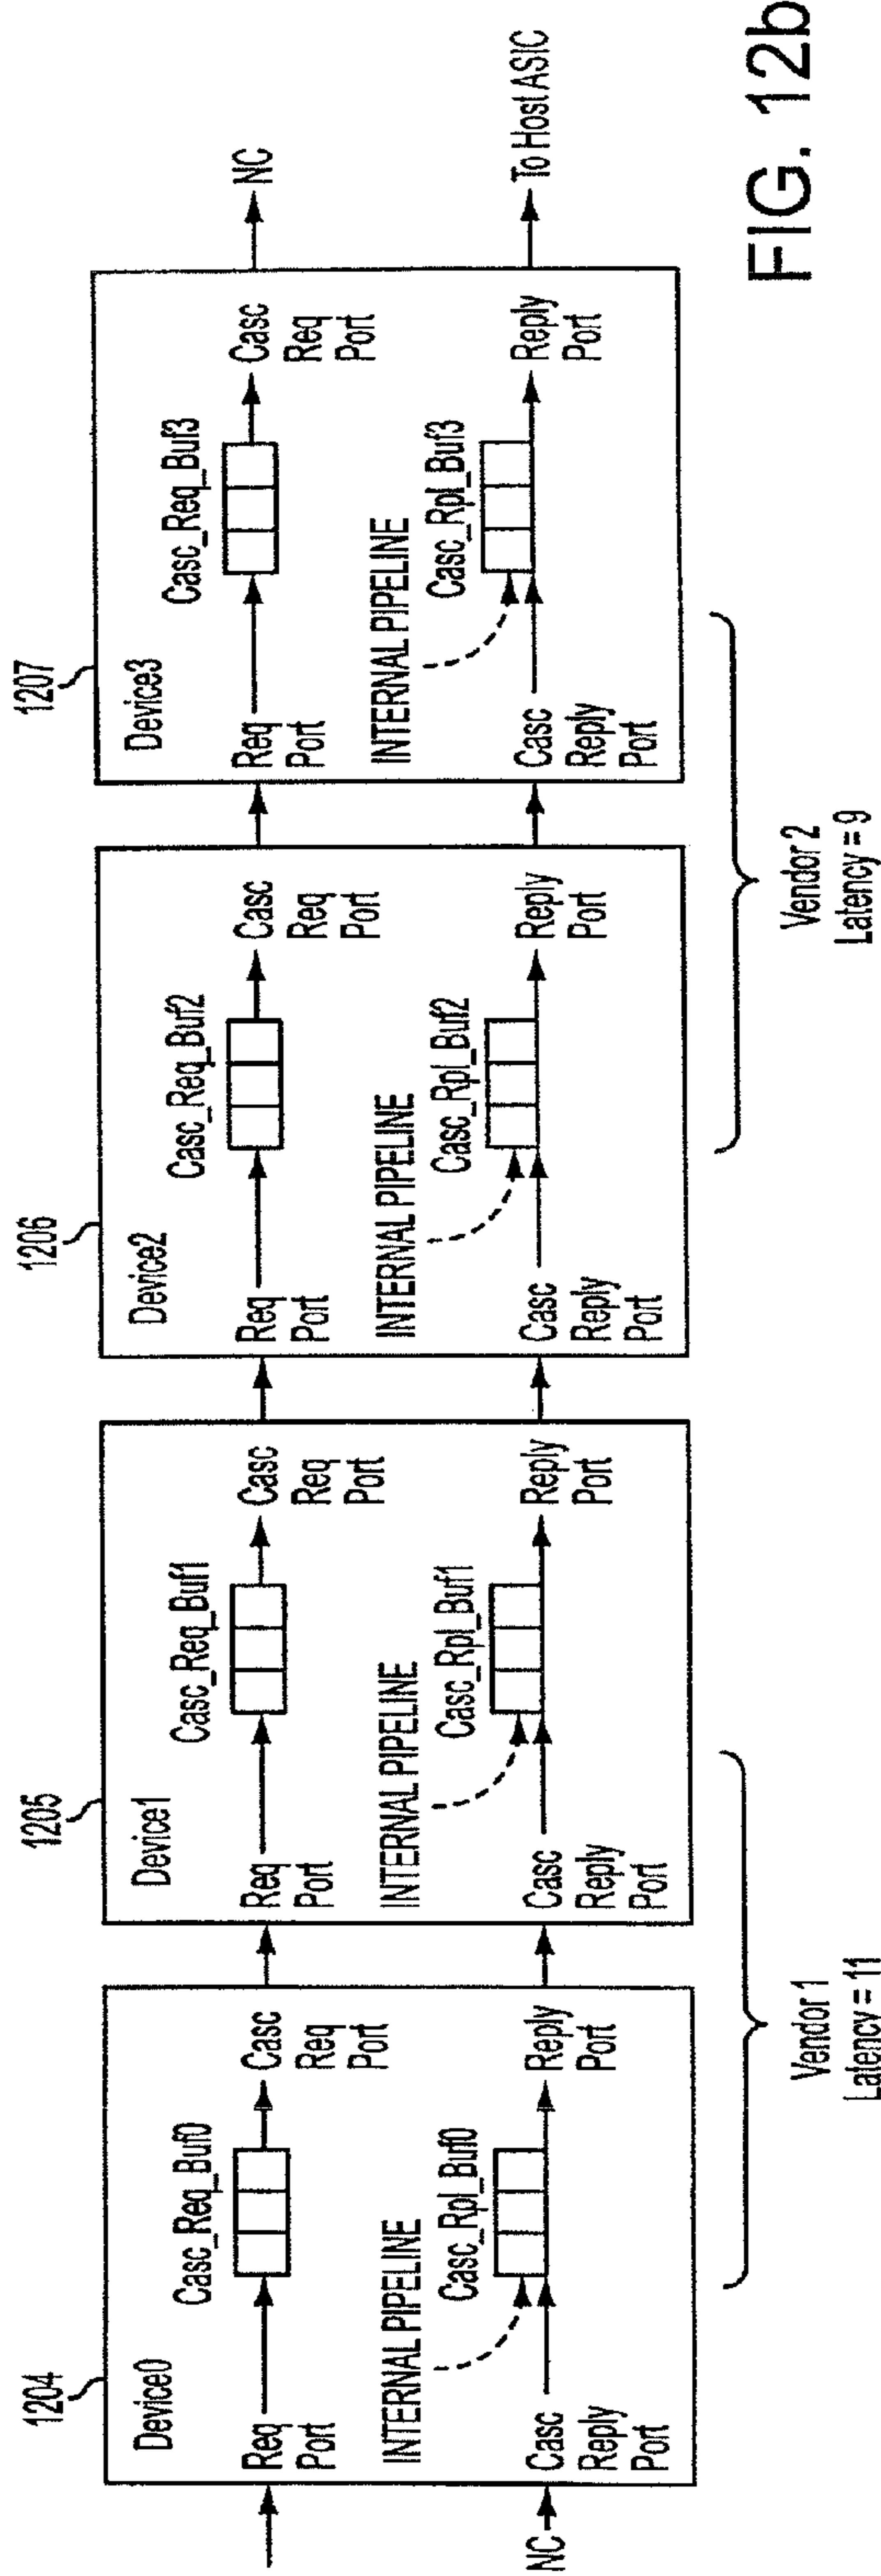 1204
Device0
Req
Port
Casc_Req_Buf0
Casc
Req
Port
INTERNAL PIPELINE
Casc_Rpl_Buf0
NC
Casc
Reply
Port
Reply
Port
1205
Device1
Req
Port
Casc_Req_Buf1
Casc
Req
Port
INTERNAL PIPELINE
Casc_Rpl_Buf1
Casc
Reply
Port
Reply
Port
Vendor 1
Latency = 11
1206
Device2
Req
Port
Casc_Req_Buf2
Casc
Req
Port
INTERNAL PIPELINE
Casc_Rpl_Buf2
Casc
Reply
Port
Reply
Port
1207
Device3
Req
Port
Casc_Req_Buf3
Casc
Req
Port
NC
INTERNAL PIPELINE
Casc_Rpl_Buf3
Casc
Reply
Port
Reply
Port
To Host ASIC
Vendor 2
Latency = 9
FIG. 12b